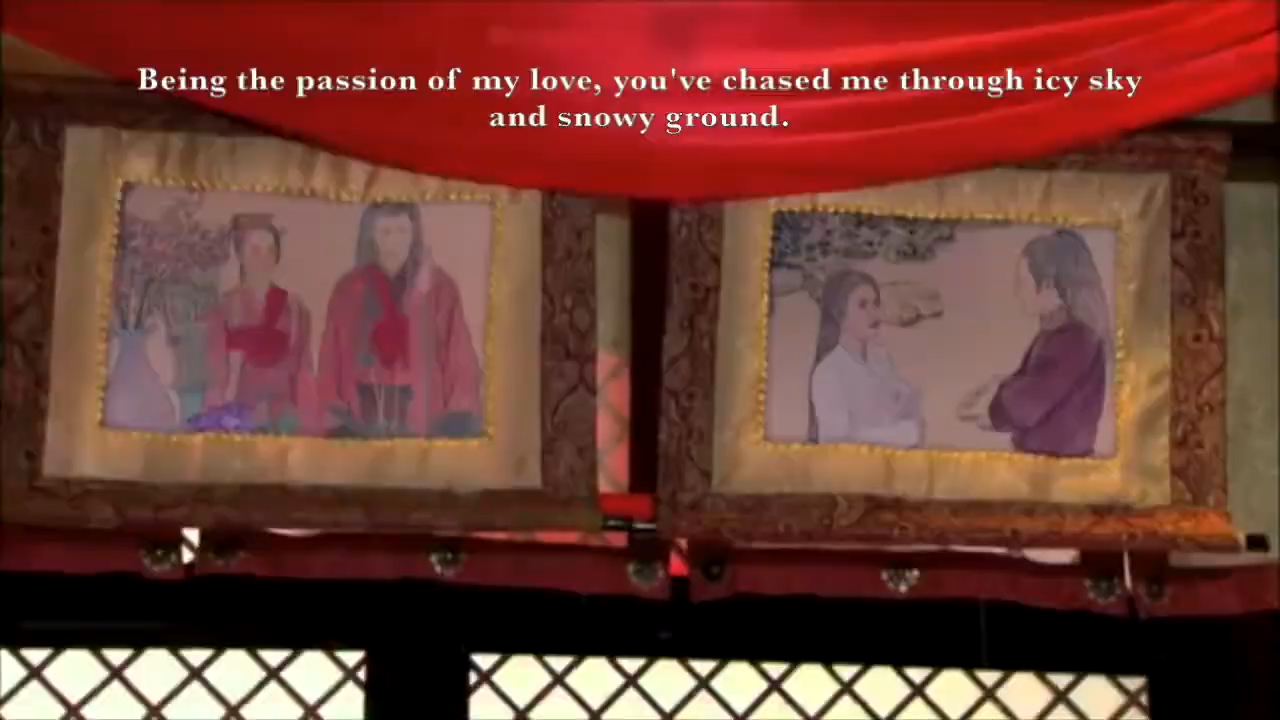 Being the passion of my love, you've chased me through icy sky
and snowy ground.